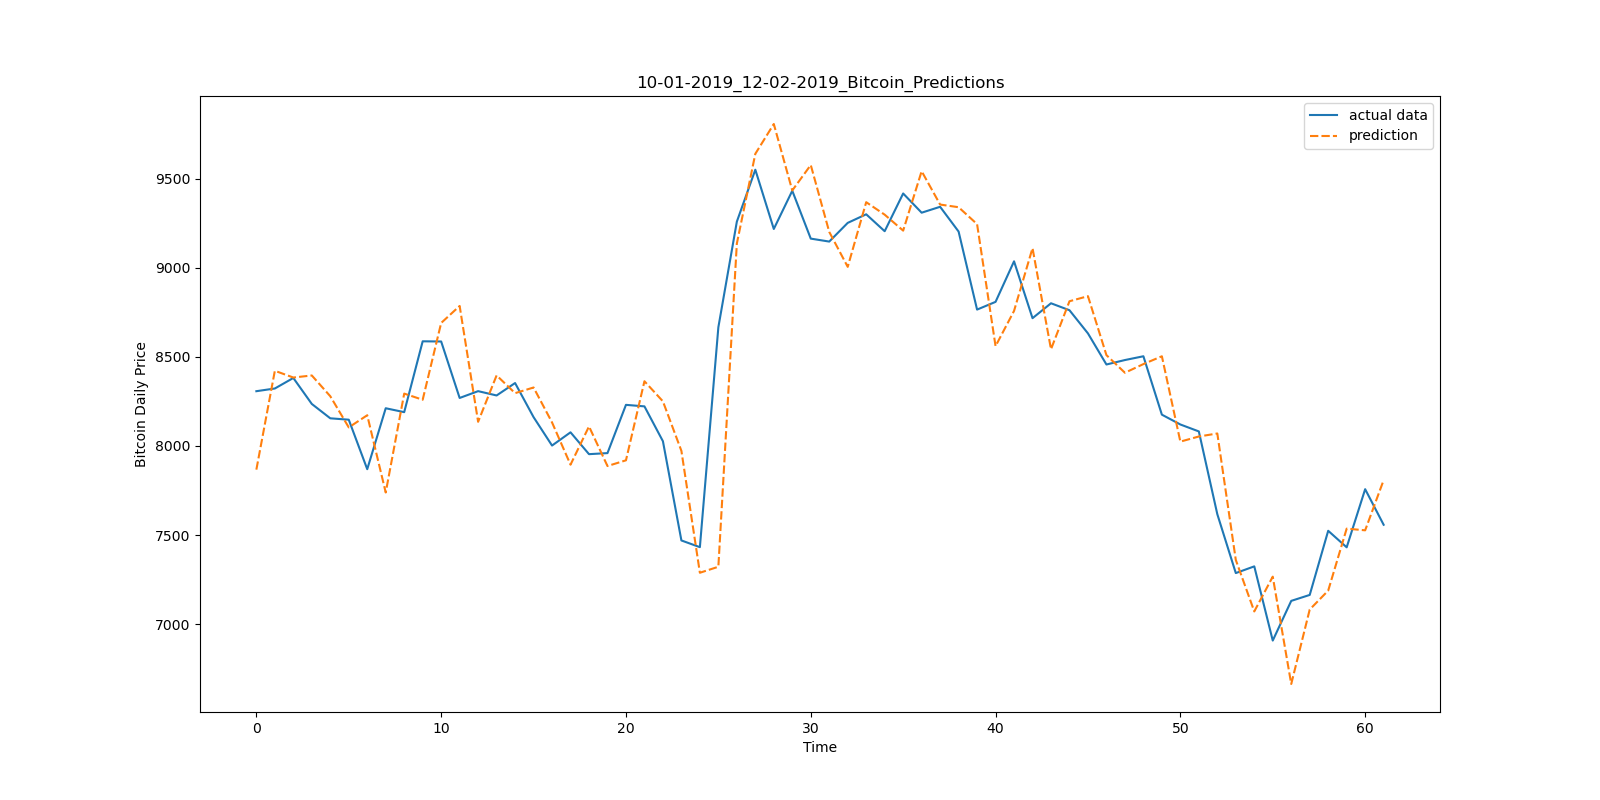 10-01-2019_12-02-2019_Bitcoin_Predictions
actual data
prediction
Bitcoin Daily Price
9500
9000
8500
8000
7500
7000
0 10 20 30 40 50 60
Time